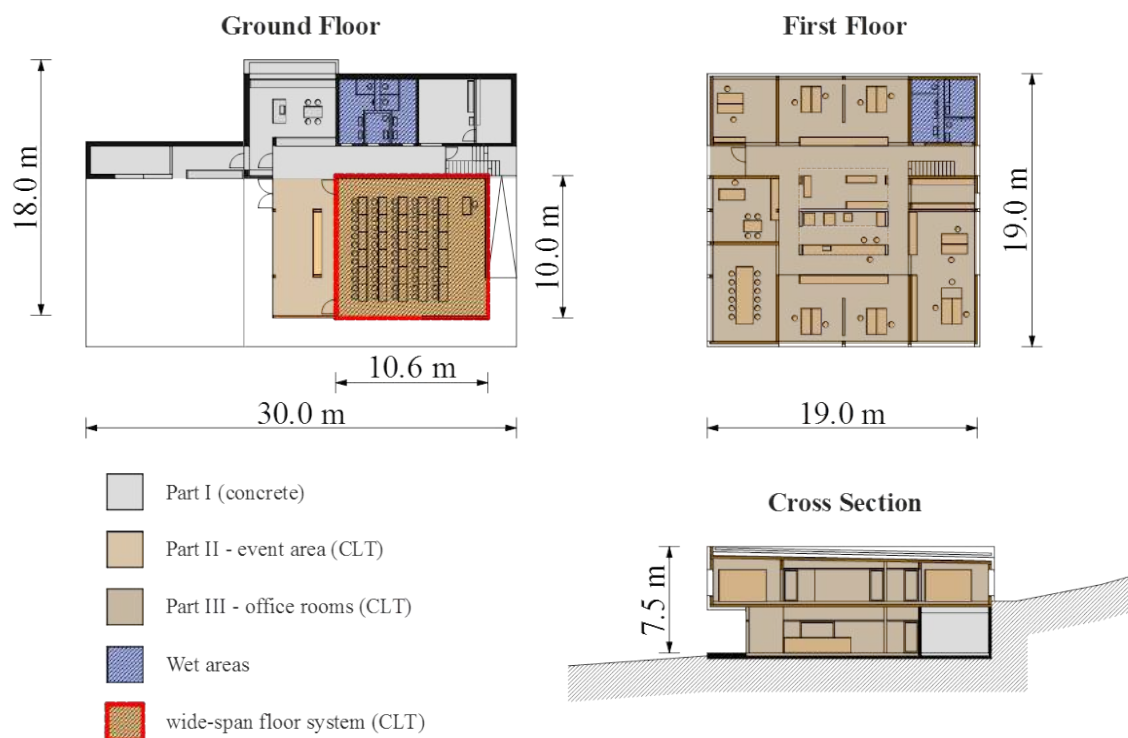 Ground Floor
First Floor
18.0 m
10.0 m
19.0 m
10.6 m
30.0 m
19.0 m
Part I (concrete)
Part II - event area (CLT)
Part III - office rooms (CLT)
Wet areas
wide-span floor system (CLT)
Cross Section
7.5 m